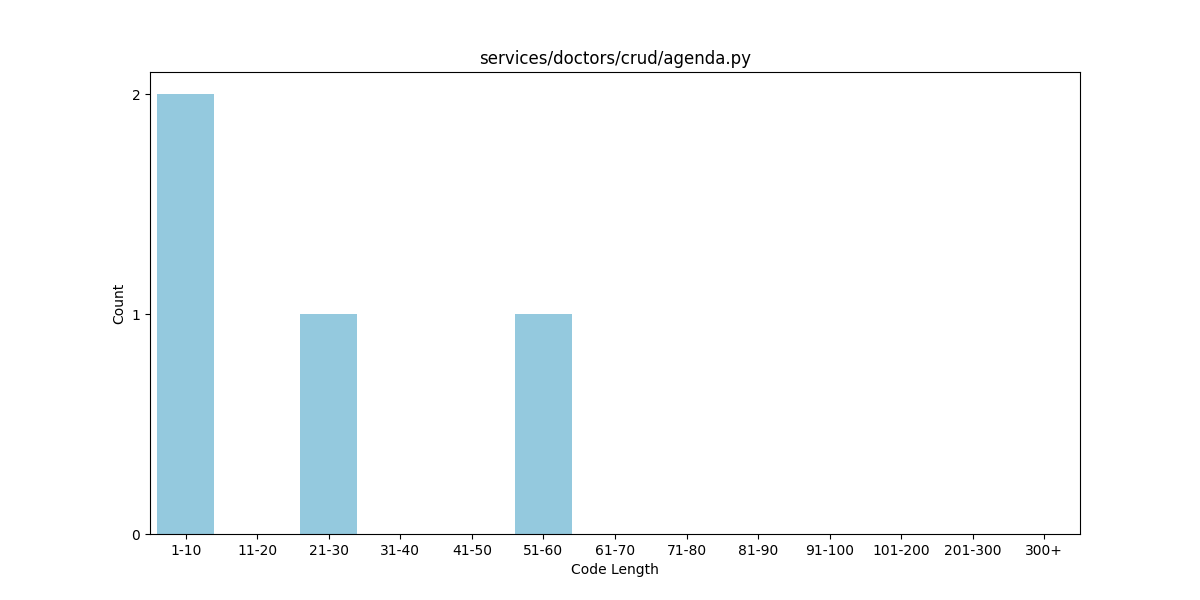 services/doctors/crud/agenda.py
2
1
0
Count
1-10 11-20 21-30 31-40 41-50 51-60 61-70 71-80 81-90 91-100 101-200 201-300 300+
Code Length